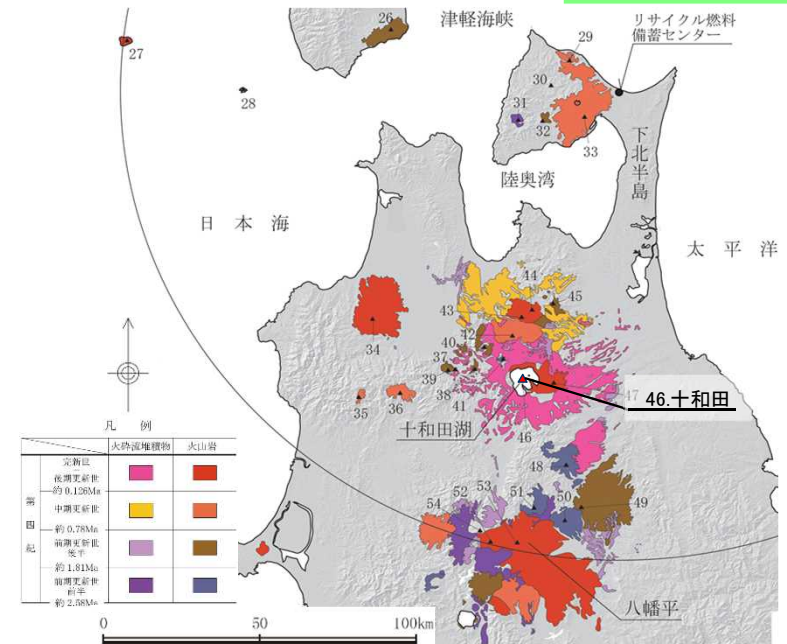 津軽海峡
リサイクル燃料
備蓄センター
26
27
28
29
30
31
32
33
下北半島
陸奥湾
日本海
太平洋
34
35
36
37
38
39
40
41
42
43
44
45
46
47
46.十和田
十和田湖
48
49
50
51
52
53
54
八幡平
凡例
火砕流堆積物 火山岩
第四紀
完新世
~
後期更新世
約0.126Ma
中期更新世
約0.78Ma
前期更新世
後半
約1.81Ma
前期更新世
前半
約2.58Ma
0 50 100km